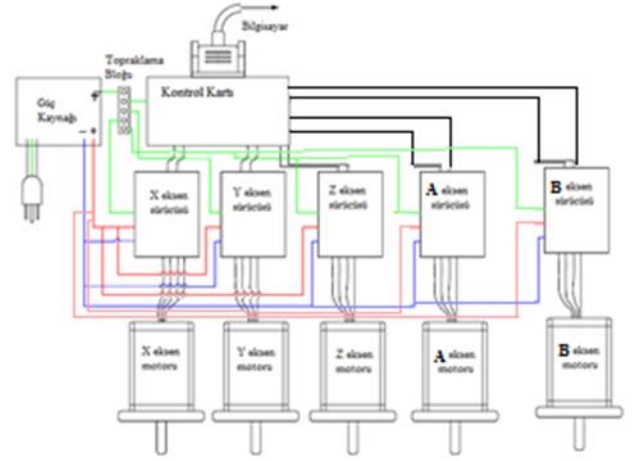 Bilgisayar
Topraklama
Bloğu
Kontrol Kartı
Güç
Kaynağı
- +
X eksen
sürücüsü
Y eksen
sürücüsü
Z eksen
sürücüsü
A eksen
sürücüsü
B eksen
sürücüsü
X eksen
motoru
Y eksen
motoru
Z eksen
motoru
A eksen
motoru
B eksen
motoru